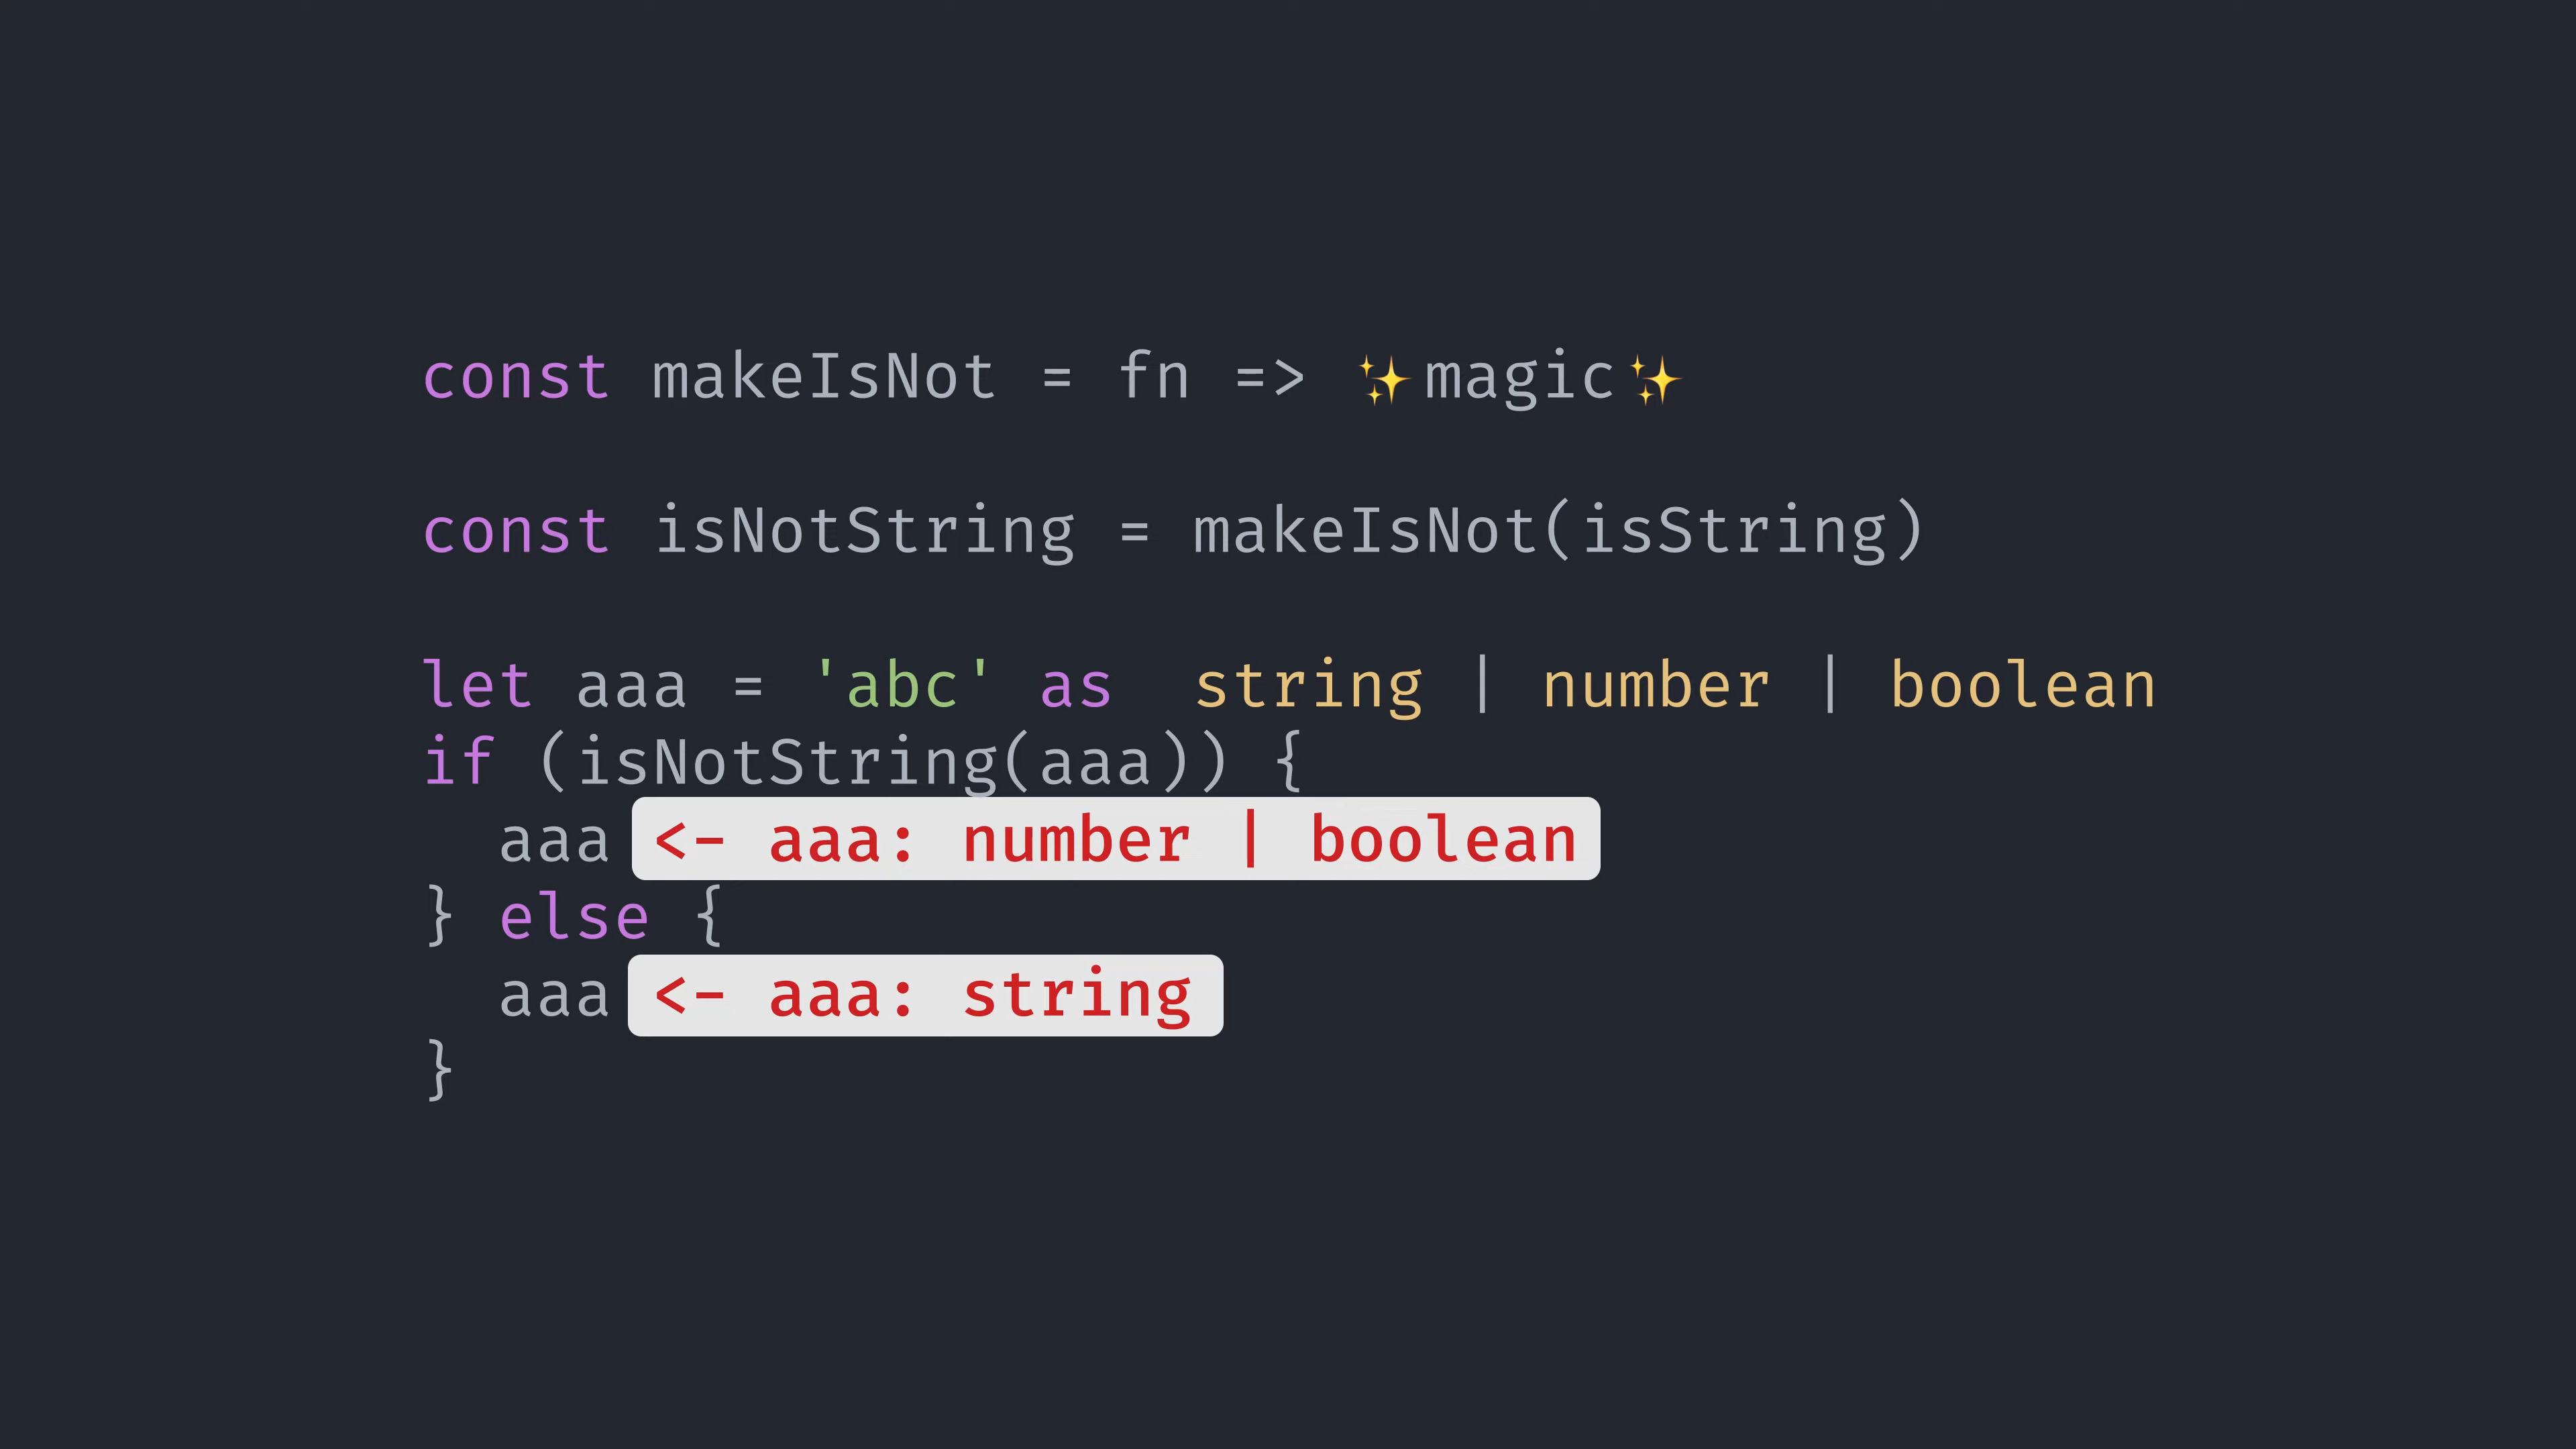 const makeIsNot = fn => ✨magic✨
const isNotString = makeIsNot(isString)
let aaa = 'abc' as  string | number | boolean
if (isNotString(aaa)) {
  aaa <- aaa: number | boolean
} else {
  aaa <- aaa: string
}